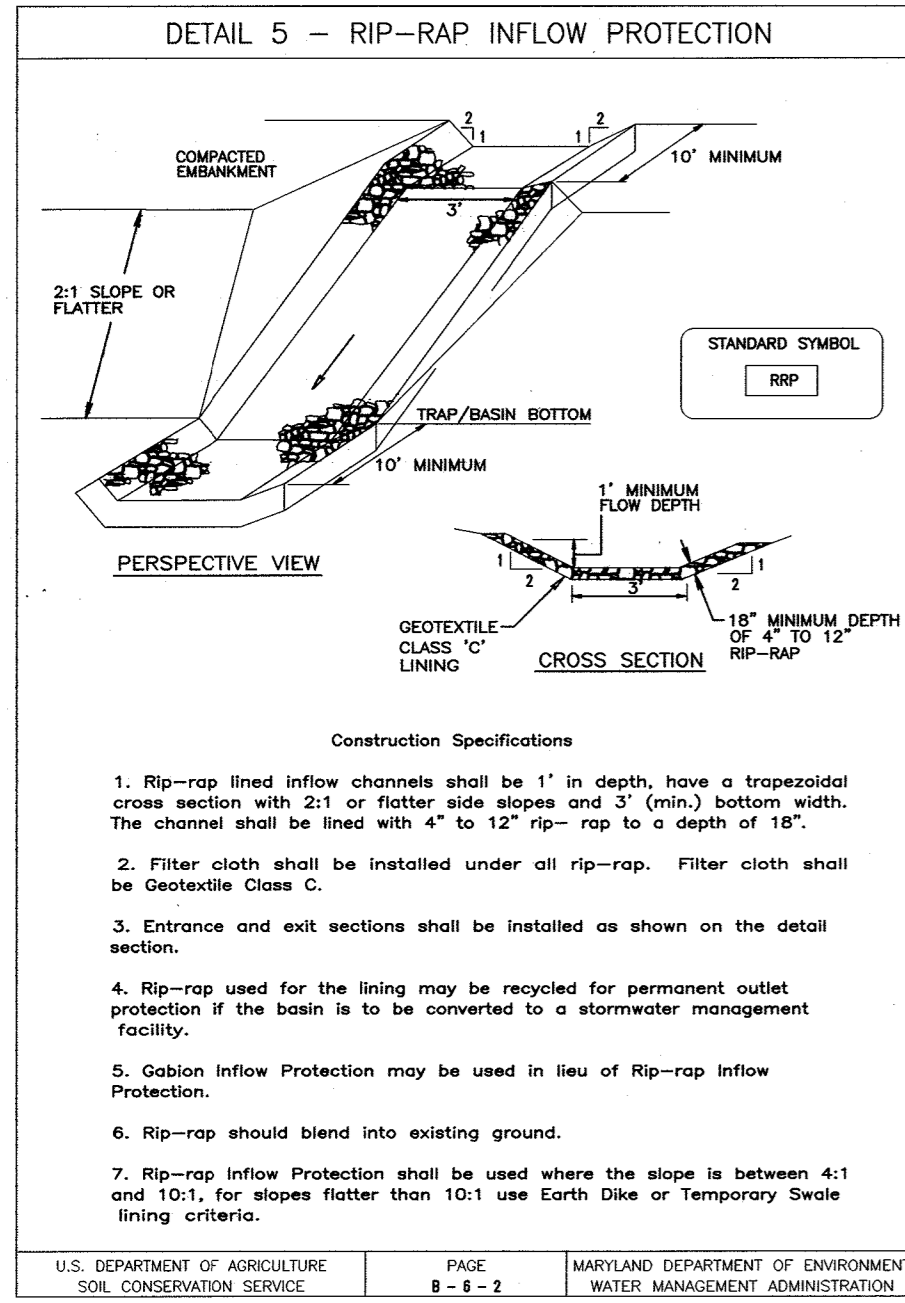 DETAIL 5 – RIP–RAP INFLOW PROTECTION
2
1
1
2
COMPACTED
EMBANKMENT
10' MINIMUM
3'
2:1 SLOPE OR
FLATTER
STANDARD SYMBOL
RRP
TRAP/BASIN BOTTOM
10' MINIMUM
1' MINIMUM
FLOW DEPTH
PERSPECTIVE VIEW
1
2
3'
1
2
GEOTEXTILE
CLASS 'C'
LINING
18" MINIMUM DEPTH
OF 4" TO 12"
RIP–RAP
CROSS SECTION
Construction Specifications
1. Rip–rap lined inflow channels shall be 1' in depth, have a trapezoidal
cross section with 2:1 or flatter side slopes and 3' (min.) bottom width.
The channel shall be lined with 4" to 12" rip– rap to a depth of 18".
2. Filter cloth shall be installed under all rip–rap. Filter cloth shall
be Geotextile Class C.
3. Entrance and exit sections shall be installed as shown on the detail
section.
4. Rip–rap used for the lining may be recycled for permanent outlet
protection if the basin is to be converted to a stormwater management
facility.
5. Gabion Inflow Protection may be used in lieu of Rip–rap Inflow
Protection.
6. Rip–rap should blend into existing ground.
7. Rip–rap Inflow Protection shall be used where the slope is between 4:1
and 10:1, for slopes flatter than 10:1 use Earth Dike or Temporary Swale
lining criteria.
U.S. DEPARTMENT OF AGRICULTURE
SOIL CONSERVATION SERVICE
PAGE
B – 6 – 2
MARYLAND DEPARTMENT OF ENVIRONMENT
WATER MANAGEMENT ADMINISTRATION